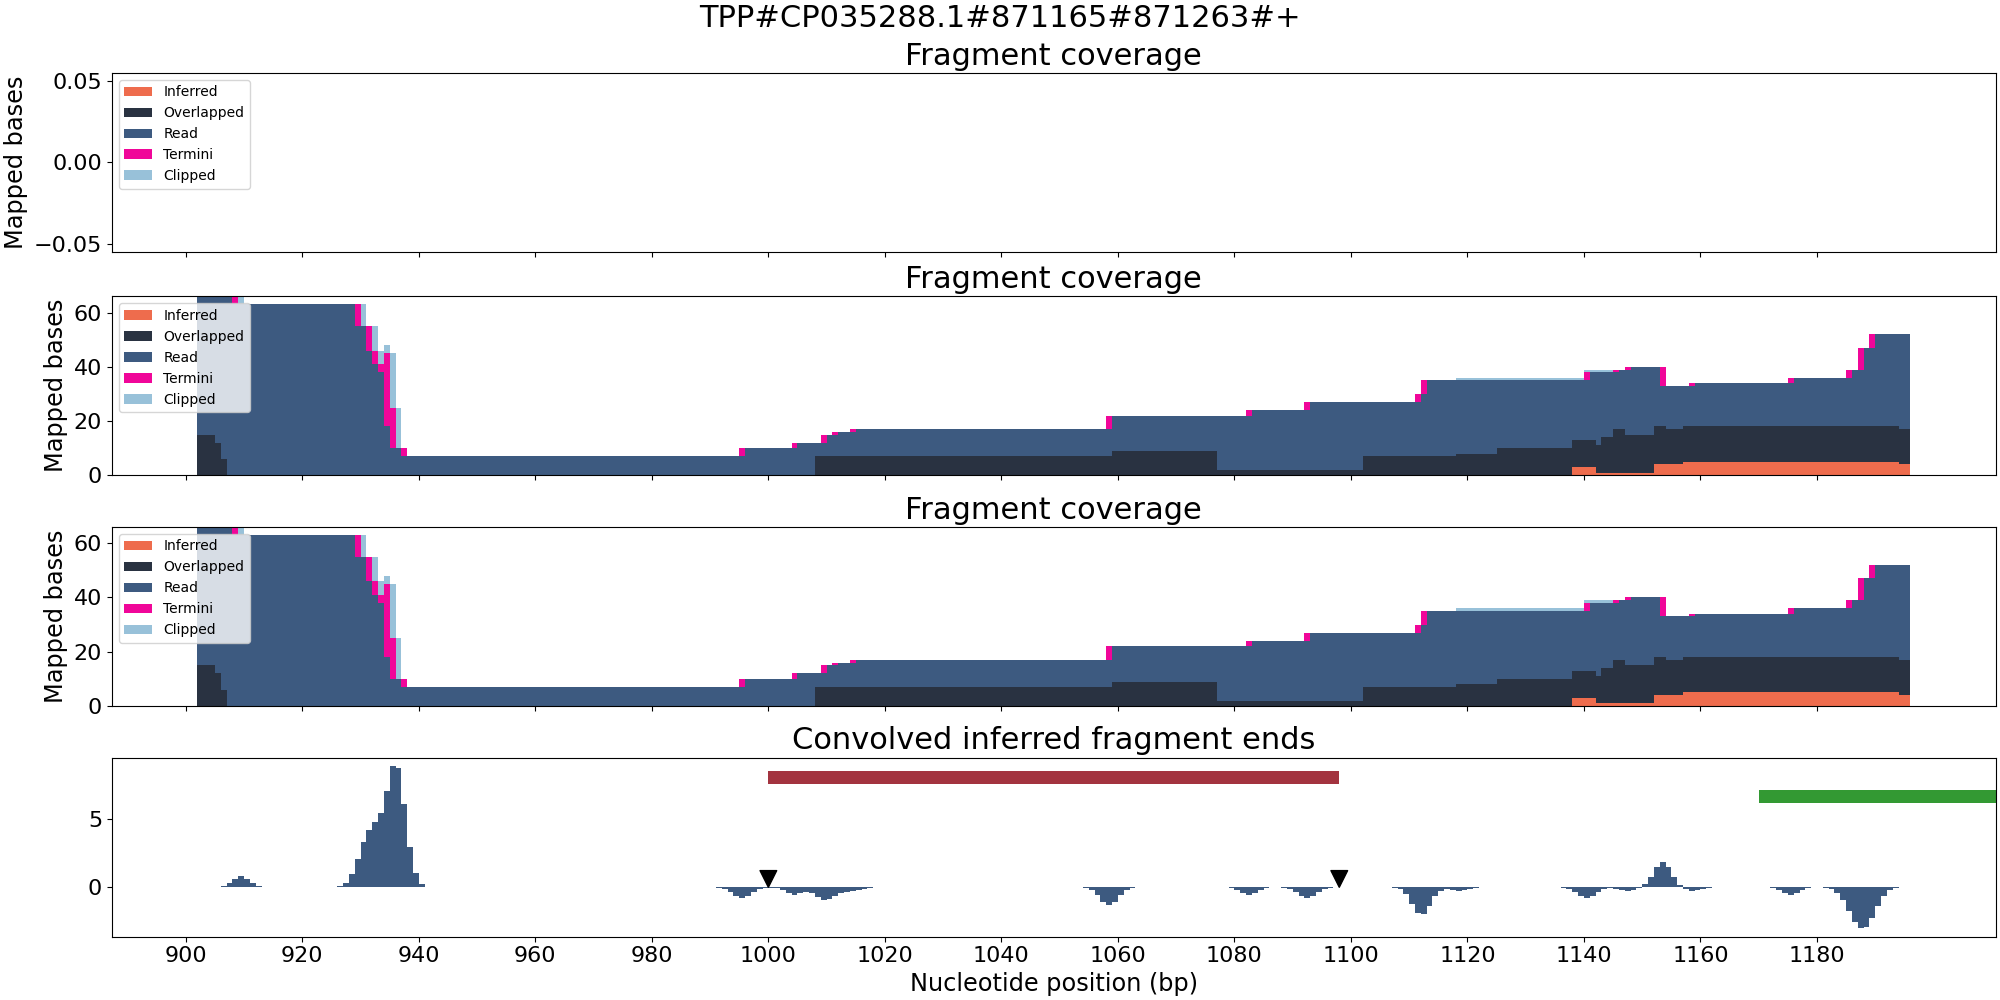 TPP#CP035288.1#871165#871263#+
Fragment coverage
Mapped bases
0.05
0.00
−0.05
Inferred
Overlapped
Read
Termini
Clipped
Fragment coverage
Mapped bases
60
40
20
0
Inferred
Overlapped
Read
Termini
Clipped
Fragment coverage
Mapped bases
60
40
20
0
Inferred
Overlapped
Read
Termini
Clipped
Convolved inferred fragment ends
5
0
900 920 940 960 980 1000 1020 1040 1060 1080 1100 1120 1140 1160 1180
Nucleotide position (bp)